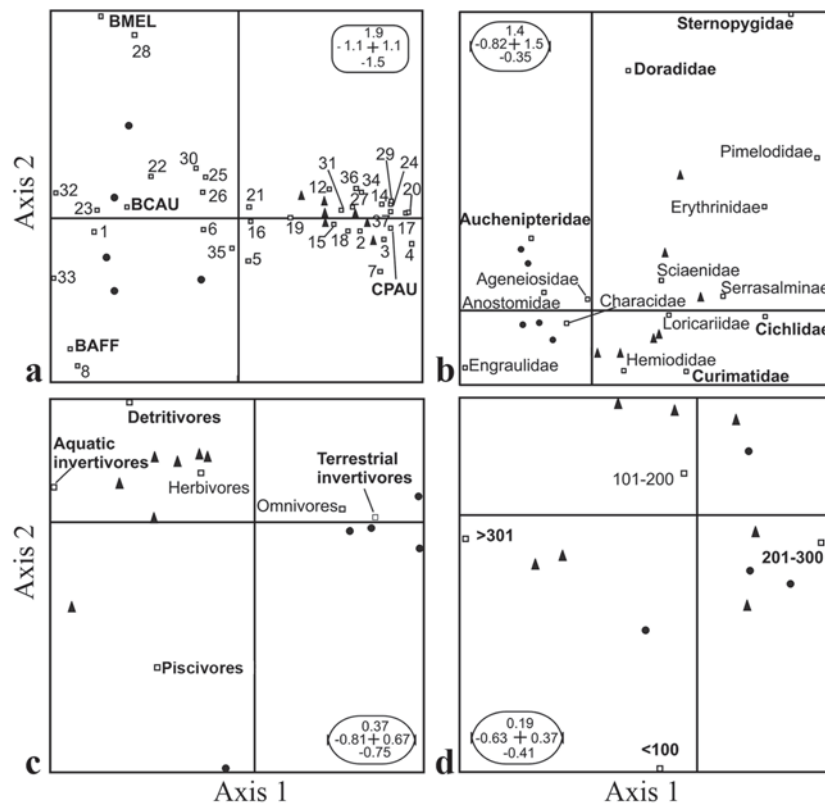 BMEL
28
1.9
- 1.1 + 1.1
-1.5
30
22
25
26
32
23
BCAU
1
6
35
33
BAFF
8
21
16
5
19
12
31
36
34
27
29
24
14
20
37
17
15
18
2
3
4
7
CPAU
Axis 2
a
1.4
-0.82 + 1.5
-0.35
Sternopygidae
Doradidae
Pimelodidae
Erythrinidae
Auchenipteridae
Sciaenidae
Ageneiosidae
Serrasalminae
Anostomidae
Characidae
Loricariidae
Cichlidae
Engraulidae
Hemiodidae
Curimatidae
b
Detritivores
Aquatic
invertivores
Herbivores
Terrestrial
invertivores
Omnivores
Piscivores
0.37
-0.81 + 0.67
-0.75
Axis 2
c
Axis 1
101-200
>301
201-300
0.19
-0.63 + 0.37
-0.41
<100
d
Axis 1